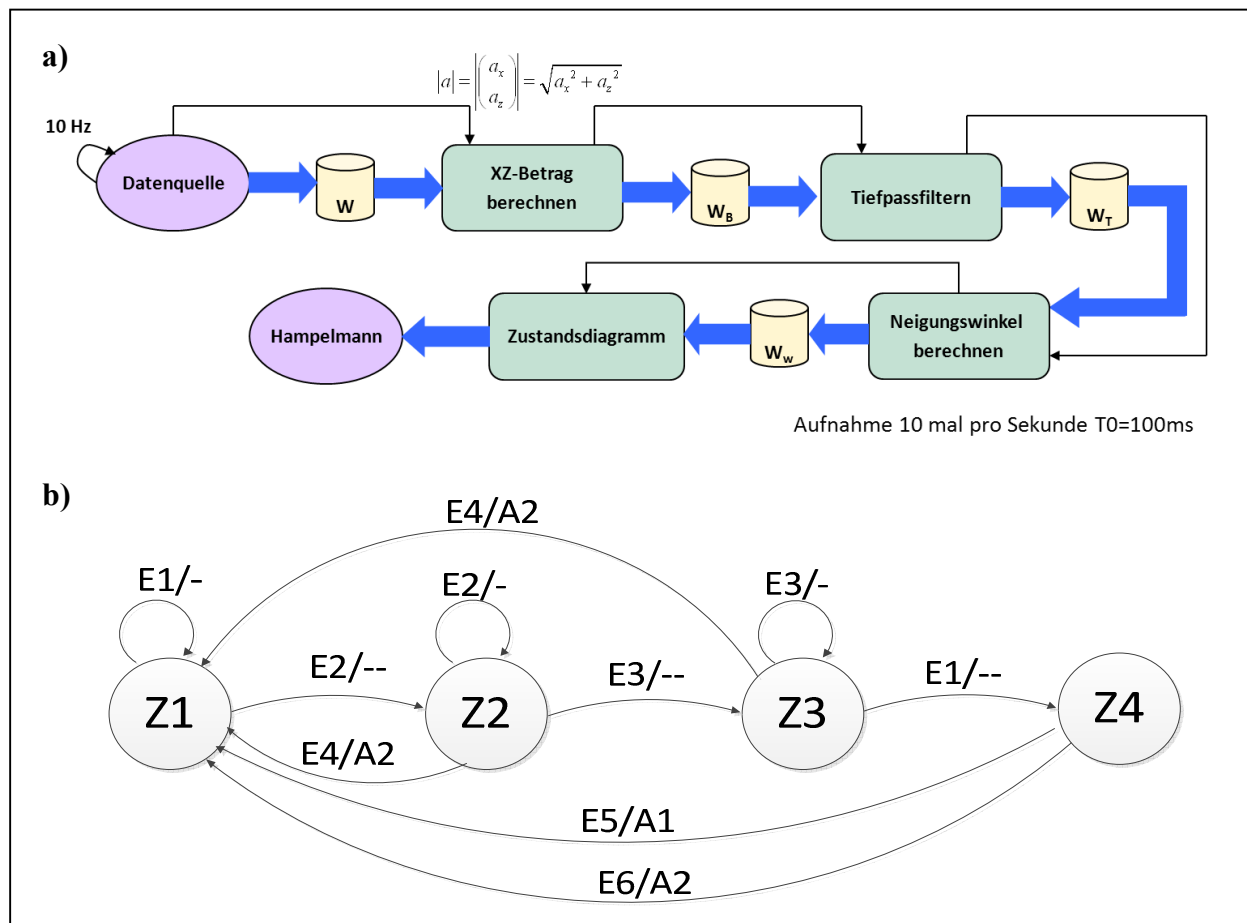 a)
|a| = |(a_x a_z)| = √(a_x² + a_z²)
10 Hz
Datenquelle
W
XZ-Betrag
berechnen
W_B
Tiefpassfiltern
W_T
Hampelmann
Zustandsdiagramm
W_w
Neigungswinkel
berechnen
Aufnahme 10 mal pro Sekunde T0=100ms
b)
E4/A2
E1/-
E2/-
E3/-
E2/--
E3/--
E1/--
Z1
Z2
Z3
Z4
E4/A2
E5/A1
E6/A2